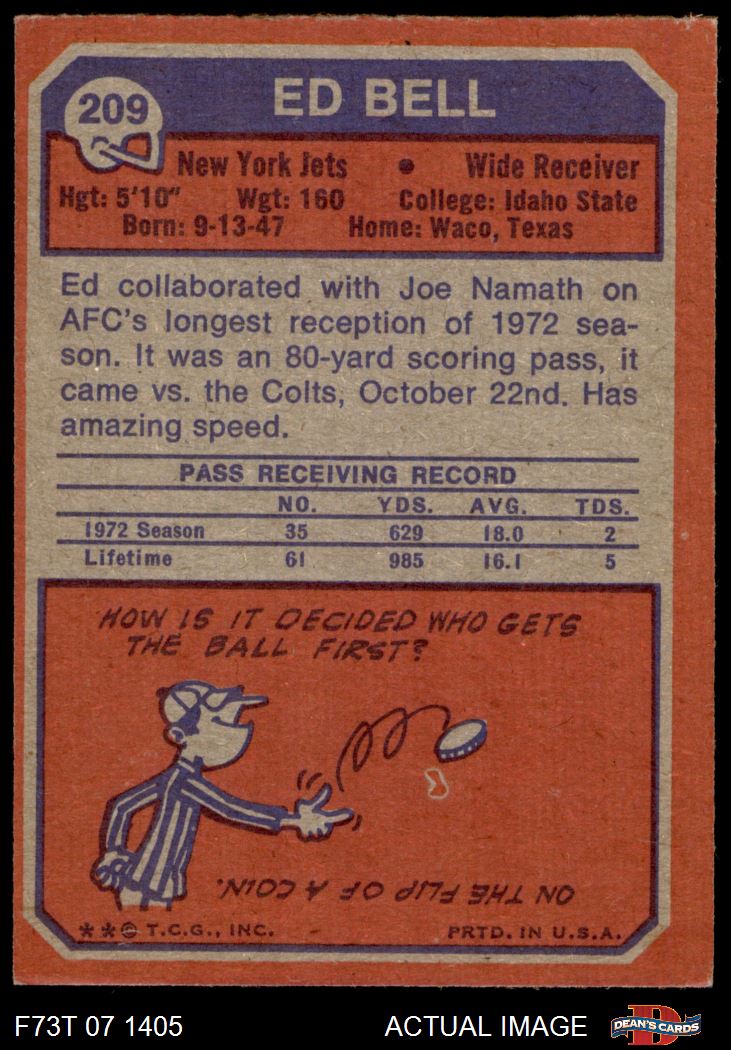 209
ED BELL
New York Jets • Wide Receiver
Hgt: 5'10" Wgt: 160 College: Idaho State
Born: 9-13-47 Home: Waco, Texas
Ed collaborated with Joe Namath on
AFC's longest reception of 1972 sea-
son. It was an 80-yard scoring pass, it
came vs. the Colts, October 22nd. Has
amazing speed.
PASS RECEIVING RECORD
NO. YDS. AVG. TDS.
1972 Season 35 629 18.0 2
Lifetime 61 985 16.1 5
HOW IS IT DECIDED WHO GETS
THE BALL FIRST?
ON THE FLIP OF A COIN.
**© T.C.G., INC. PRTD. IN U.S.A.
F73T 07 1405 ACTUAL IMAGE D DEAN'S CARDS